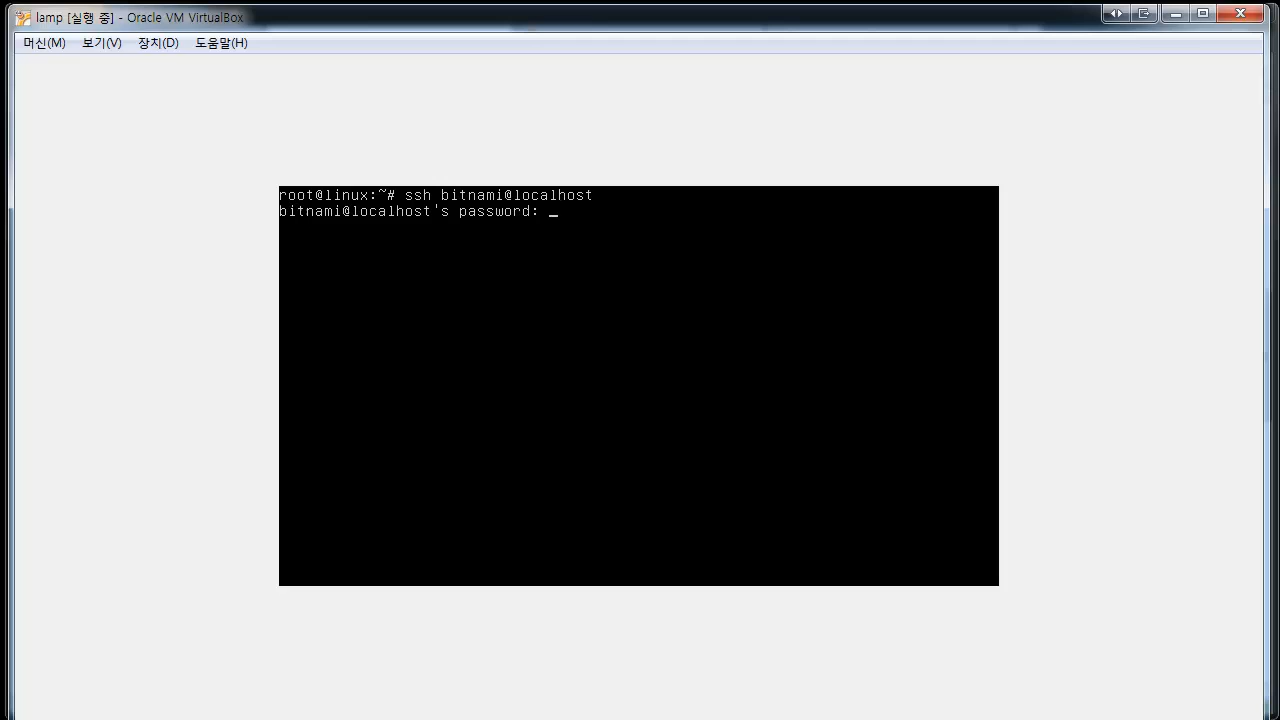 lamp [실행 중] - Oracle VM VirtualBox
머신(M) 보기(V) 장치(D) 도움말(H)
root@linux:~# ssh bitnami@localhost
bitnami@localhost's password: _